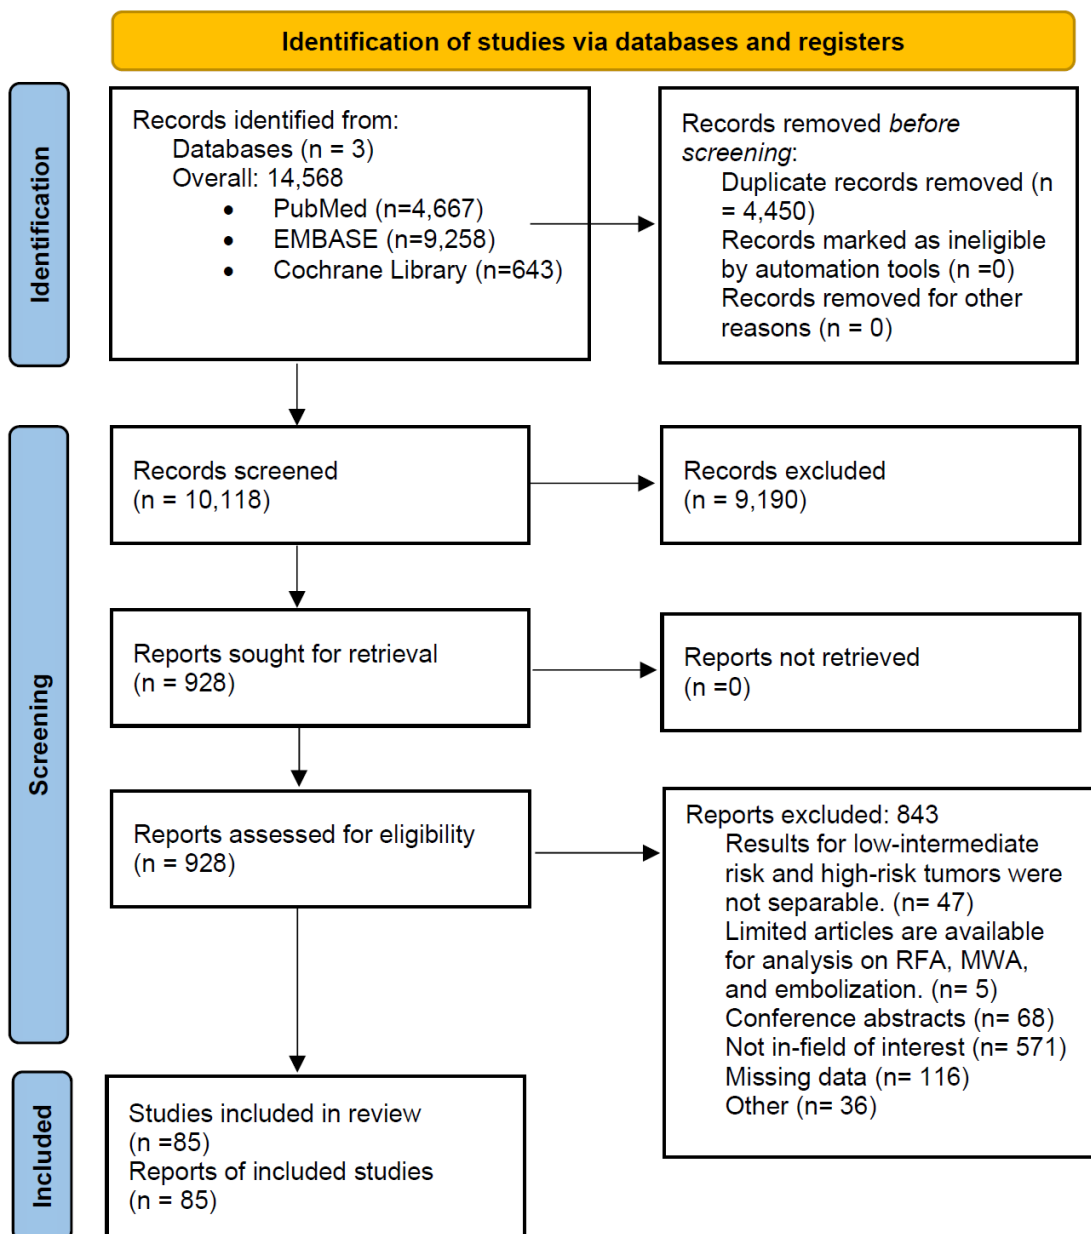 Identification of studies via databases and registers
Identification
Records identified from:
Databases (n = 3)
Overall: 14,568
• PubMed (n=4,667)
• EMBASE (n=9,258)
• Cochrane Library (n=643)
Records removed before
screening:
Duplicate records removed (n
= 4,450)
Records marked as ineligible
by automation tools (n =0)
Records removed for other
reasons (n = 0)
Screening
Records screened
(n = 10,118)
Records excluded
(n = 9,190)
Reports sought for retrieval
(n = 928)
Reports not retrieved
(n =0)
Reports assessed for eligibility
(n = 928)
Reports excluded: 843
Results for low-intermediate
risk and high-risk tumors were
not separable. (n= 47)
Limited articles are available
for analysis on RFA, MWA,
and embolization. (n= 5)
Conference abstracts (n= 68)
Not in-field of interest (n= 571)
Missing data (n= 116)
Other (n= 36)
Included
Studies included in review
(n =85)
Reports of included studies
(n = 85)